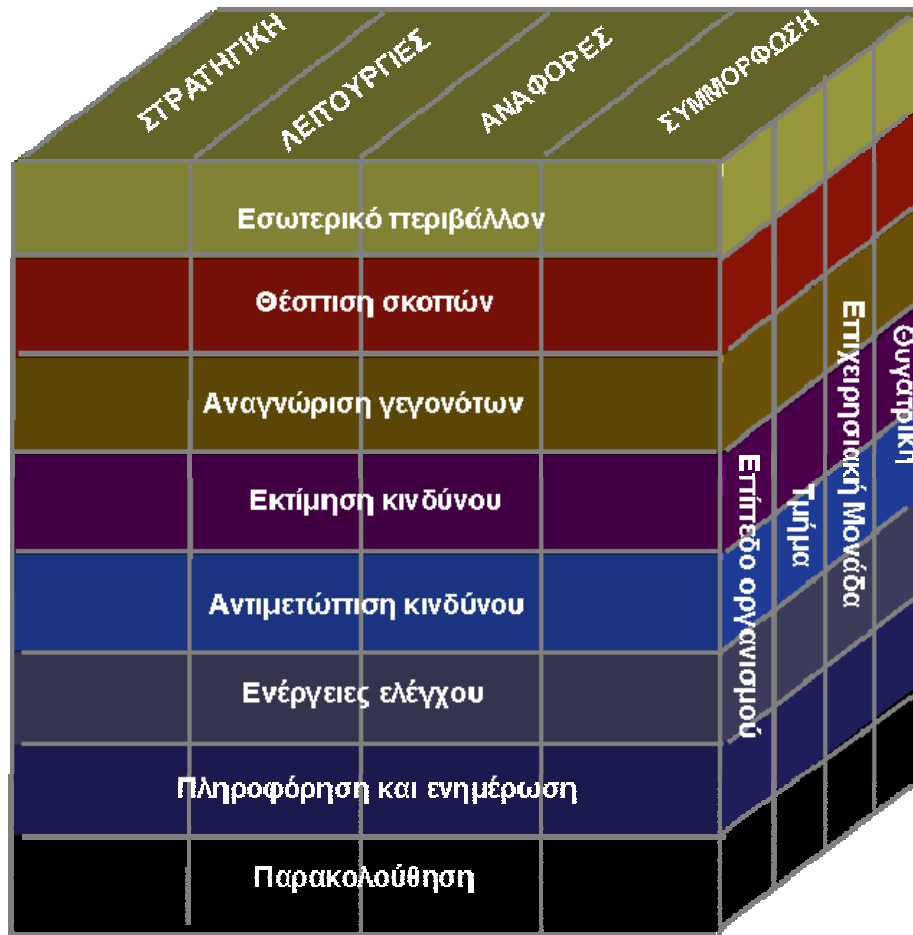 ΣΤΡΑΤΗΓΙΚΗ
ΛΕΙΤΟΥΡΓΙΕΣ
ΑΝΑΦΟΡΕΣ
ΣΥΜΜΟΡΦΩΣΗ
Εσωτερικό περιβάλλον
Θέσπιση σκοπών
Αναγνώριση γεγονότων
Εκτίμηση κινδύνου
Αντιμετώπιση κινδύνου
Ενέργειες ελέγχου
Πληροφόρηση και ενημέρωση
Παρακολούθηση
Επίπεδο οργανισμού
Τμήμα
Επιχειρησιακή Μονάδα
Θυγατρική